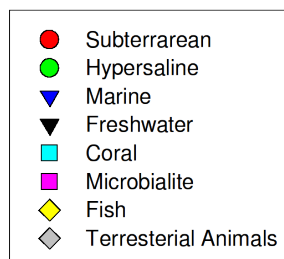 Subterrarean
Hypersaline
Marine
Freshwater
Coral
Microbialite
Fish
Terresterial Animals